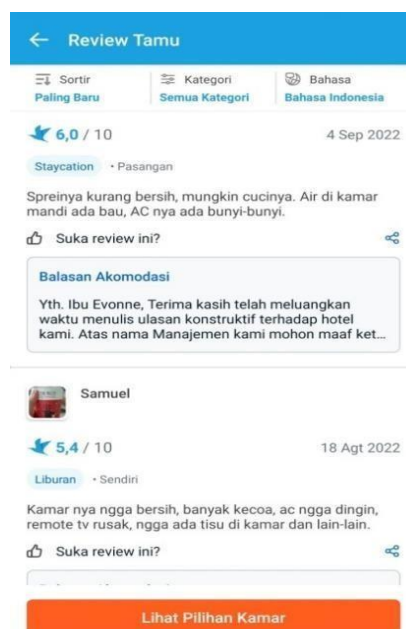 Review Tamu
Sortir
Paling Baru
Kategori
Semua Kategori
Bahasa
Bahasa Indonesia
6,0 / 10
4 Sep 2022
Staycation • Pasangan
Spreinya kurang bersih, mungkin cucinya. Air di kamar
mandi ada bau, AC nya ada bunyi-bunyi.
Suka review ini?
Balasan Akomodasi
Yth. Ibu Evonne, Terima kasih telah meluangkan
waktu menulis ulasan konstruktif terhadap hotel
kami. Atas nama Manajemen kami mohon maaf ket...
Samuel
5,4 / 10
18 Agt 2022
Liburan • Sendiri
Kamar nya ngga bersih, banyak kecoa, ac ngga dingin,
remote tv rusak, ngga ada tisu di kamar dan lain-lain.
Suka review ini?
Lihat Pilihan Kamar